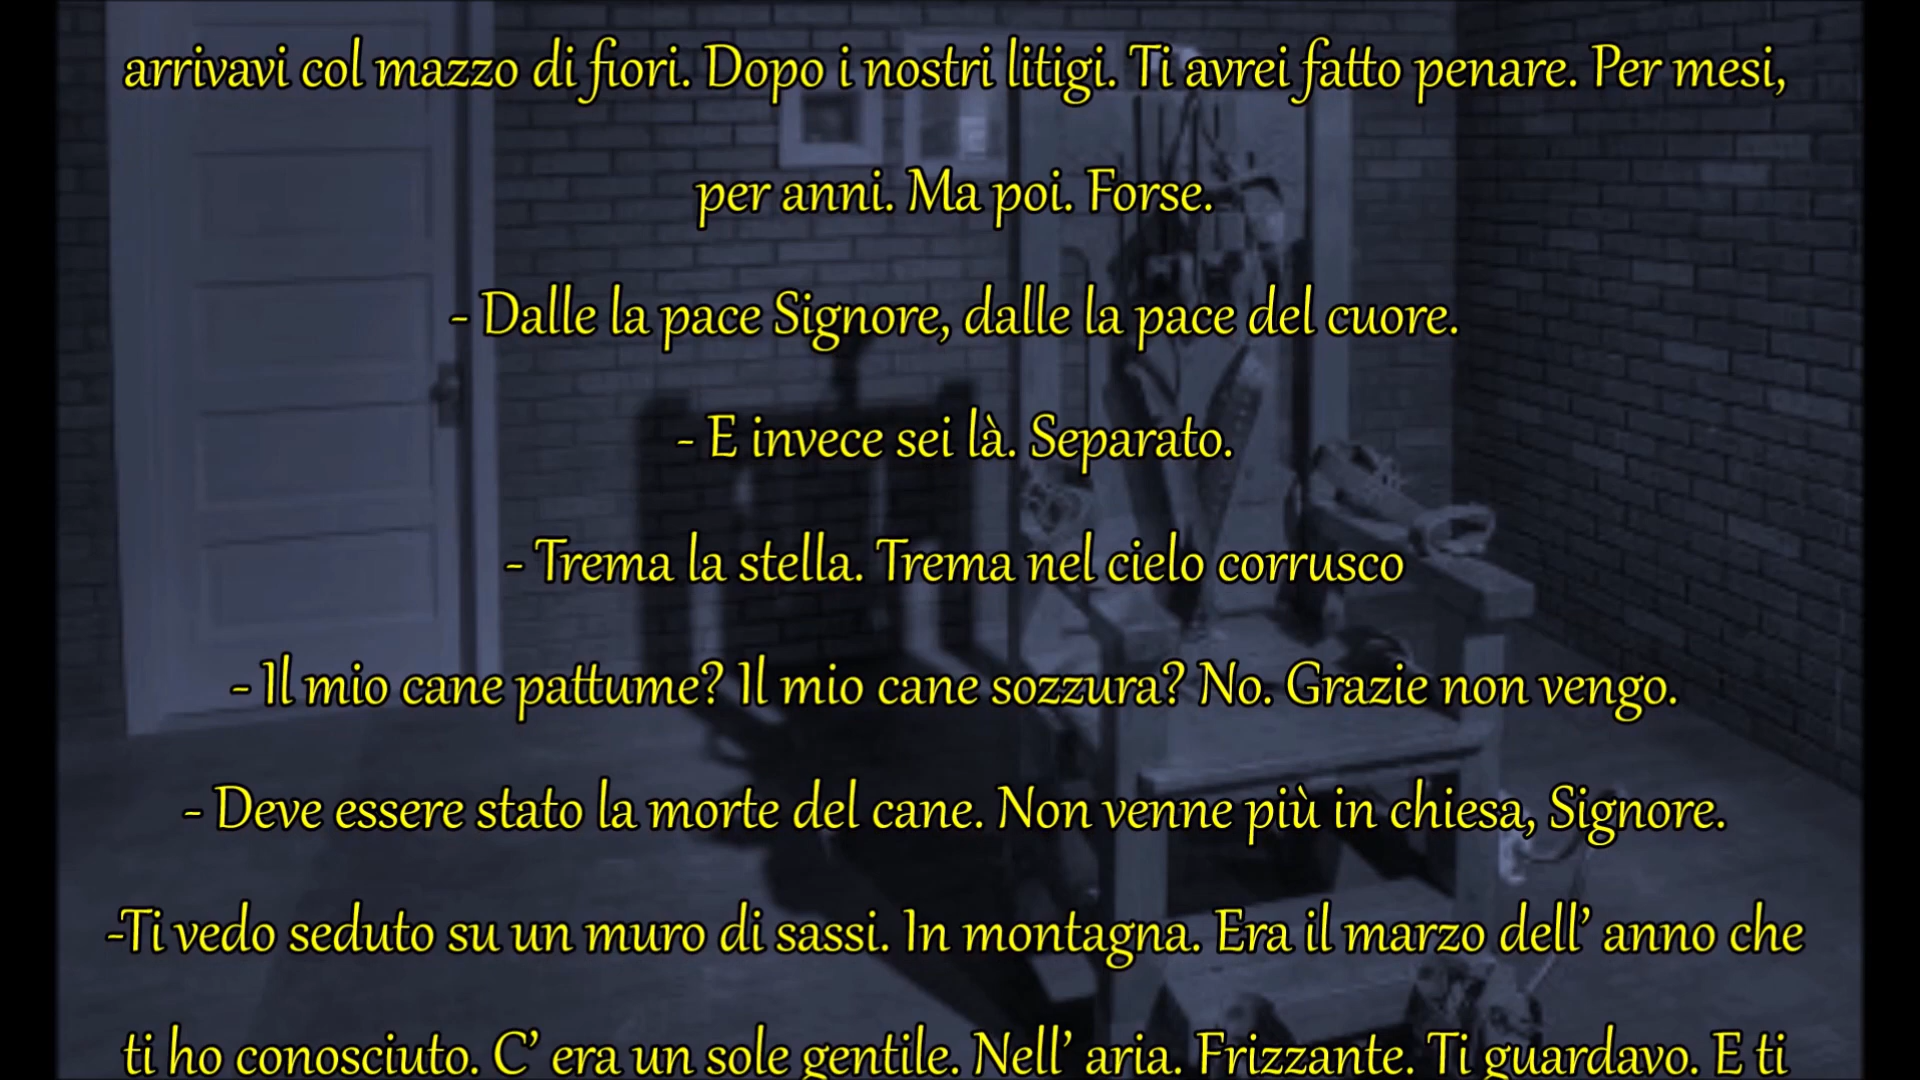 arrivavi col mazzo di fiori. Dopo i nostri litigi. Ti avrei fatto penare. Per mesi,
per anni. Ma poi. Forse.
- Dalle la pace Signore, dalle la pace del cuore.
- E invece sei là. Separato.
- Trema la stella. Trema nel cielo corrusco
- Il mio cane pattume? Il mio cane sozzura? No. Grazie non vengo.
- Deve essere stato la morte del cane. Non venne più in chiesa, Signore.
-Ti vedo seduto su un muro di sassi. In montagna. Era il marzo dell’ anno che
ti ho conosciuto. C’ era un sole gentile. Nell’ aria. Frizzante. Ti guardavo. E ti